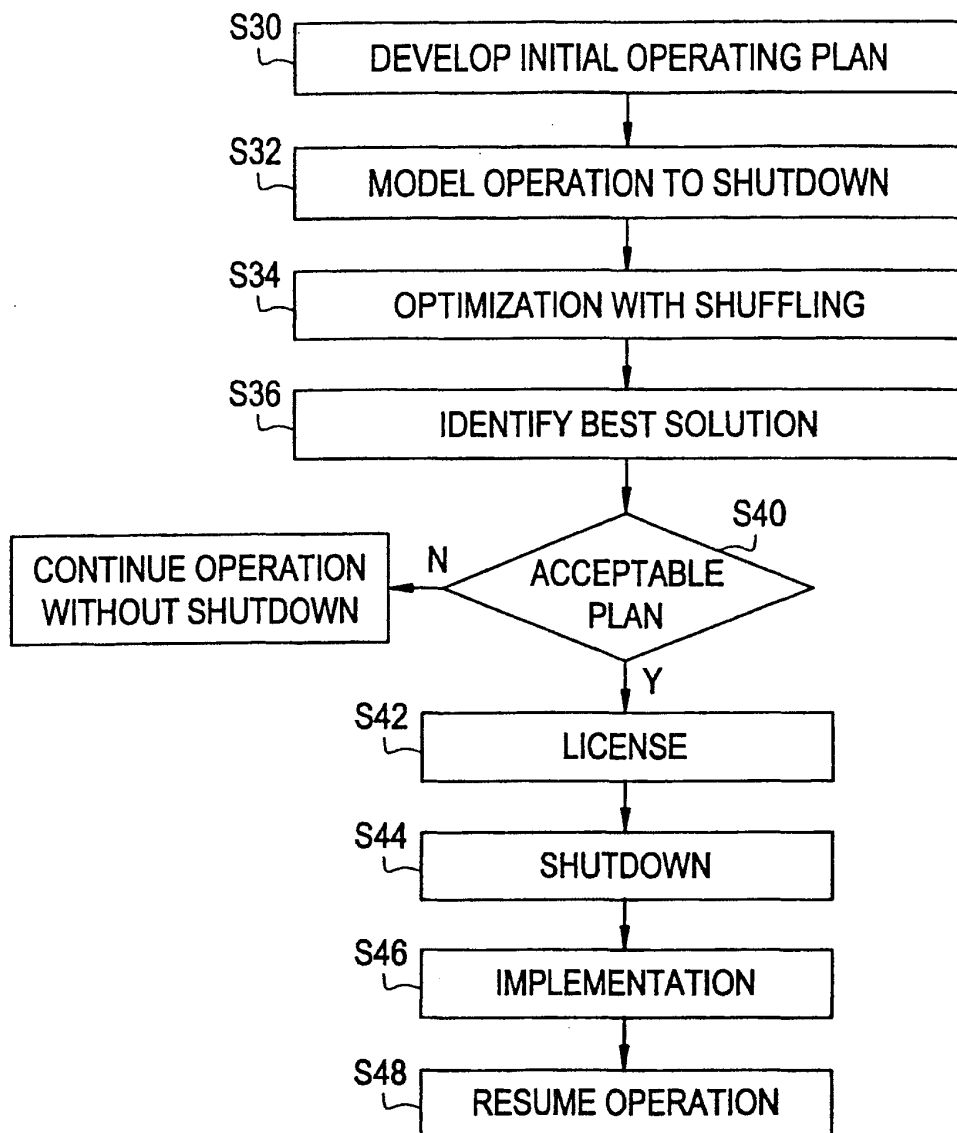 S30
DEVELOP INITIAL OPERATING PLAN
S32
MODEL OPERATION TO SHUTDOWN
S34
OPTIMIZATION WITH SHUFFLING
S36
IDENTIFY BEST SOLUTION
S40
ACCEPTABLE
PLAN
N
CONTINUE OPERATION
WITHOUT SHUTDOWN
Y
S42
LICENSE
S44
SHUTDOWN
S46
IMPLEMENTATION
S48
RESUME OPERATION